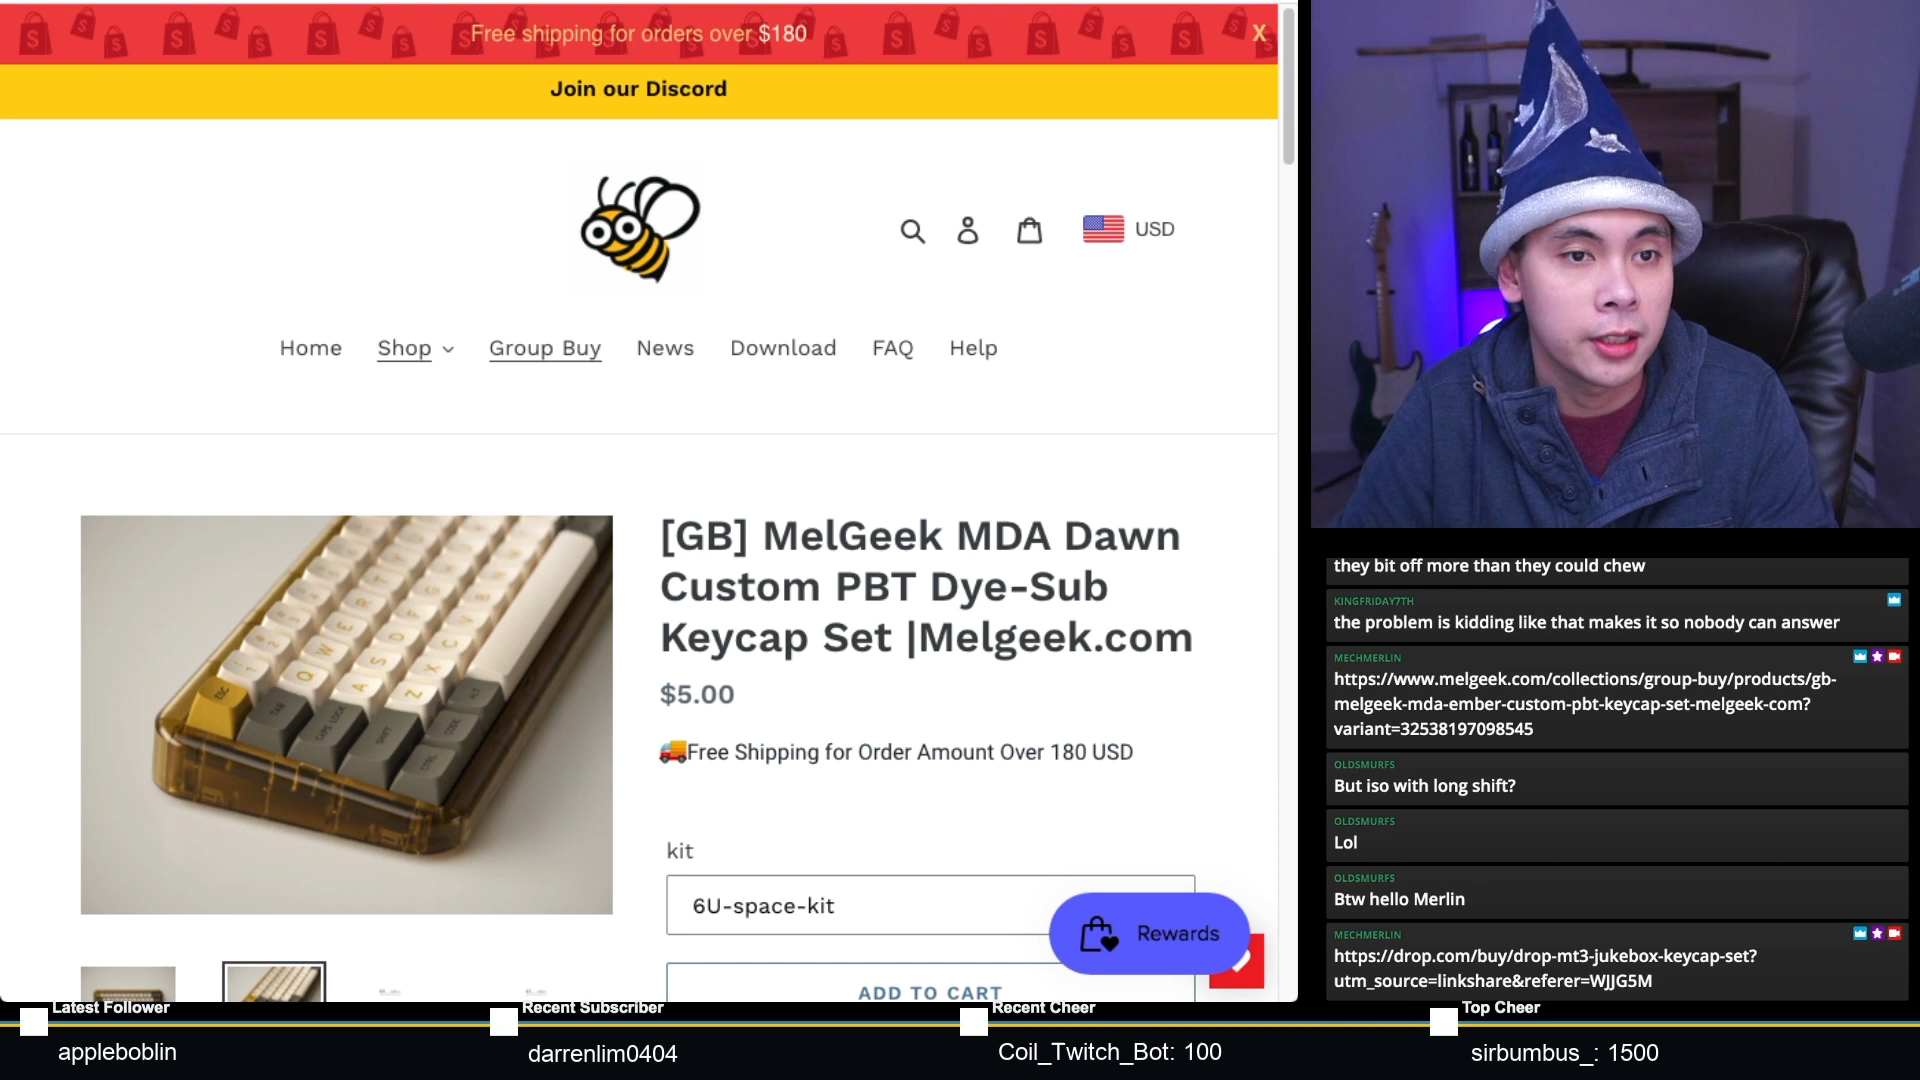 Free shipping for orders over $180
X
Join our Discord
USD
Home
Shop
Group Buy
News
Download
FAQ
Help
[GB] MelGeek MDA Dawn
Custom PBT Dye-Sub
Keycap Set |Melgeek.com
$5.00
Free Shipping for Order Amount Over 180 USD
kit
6U-space-kit
Rewards
ADD TO CART
they bit off more than they could chew
KINGFRIDAY7TH
the problem is kidding like that makes it so nobody can answer
MECHMERLIN
https://www.melgeek.com/collections/group-buy/products/gb-
melgeek-mda-ember-custom-pbt-keycap-set-melgeek-com?
variant=32538197098545
OLDSMURFS
But iso with long shift?
OLDSMURFS
Lol
OLDSMURFS
Btw hello Merlin
MECHMERLIN
https://drop.com/buy/drop-mt3-jukebox-keycap-set?
utm_source=linkshare&referer=WJJG5M
Latest Follower
appleboblin
Recent Subscriber
darrenlim0404
Recent Cheer
Coil_Twitch_Bot: 100
Top Cheer
sirbumbus_: 1500